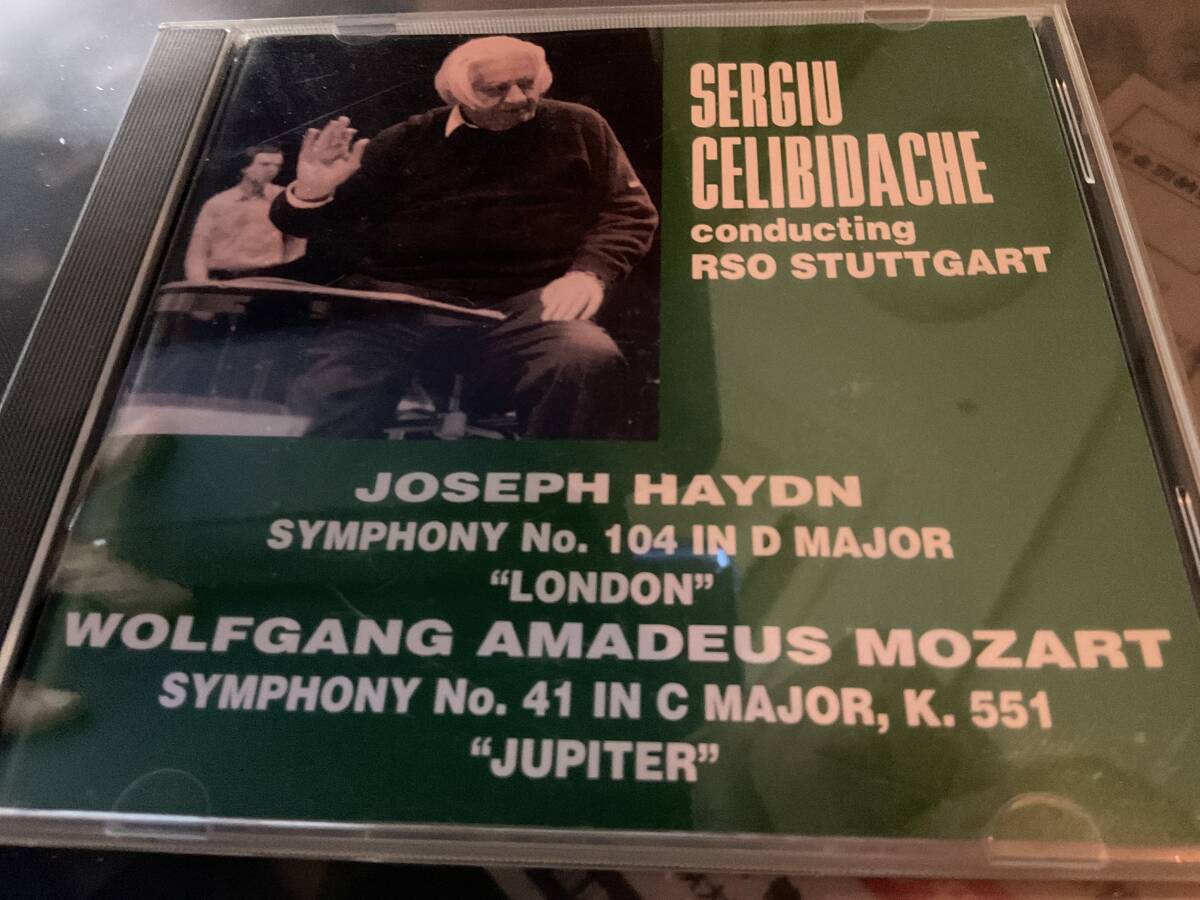 SERGIU
CELIBIDACHE
conducting
RSO STUTTGART
JOSEPH HAYDN
SYMPHONY No. 104 IN D MAJOR
“LONDON”
WOLFGANG AMADEUS MOZART
SYMPHONY No. 41 IN C MAJOR, K. 551
“JUPITER”